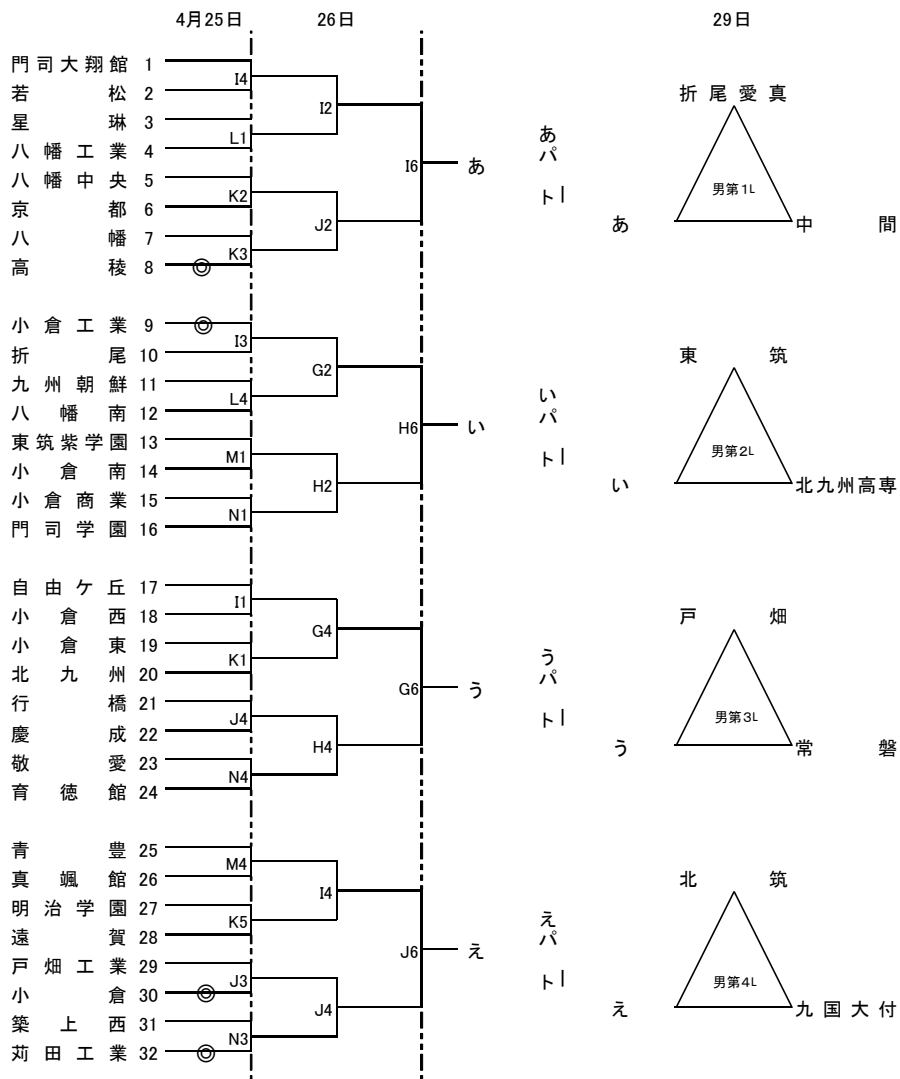 4月25日 26日 29日
門司大翔館 1
I4
若松 2
I2
星琳 3
L1
八幡工業 4
I6 あ
八幡中央 5
K2
京都 6
J2
八幡 7
K3
高稜 8 ◎
あパート
折尾愛真
男第1L
あ 中間
小倉工業 9 ◎
I3
折尾 10
G2
九州朝鮮 11
L4
八幡南 12
H6 い
東筑紫学園 13
M1
小倉南 14
H2
小倉商業 15
N1
門司学園 16
いパート
東筑
男第2L
い 北九州高専
自由ケ丘 17
I1
小倉西 18
G4
小倉東 19
K1
北九州 20
G6 う
行橋 21
J4
慶成 22
H4
敬愛 23
N4
育徳館 24
うパート
戸畑
男第3L
う 常磐
青豊 25
M4
真颯館 26
I4
明治学園 27
K5
遠賀 28
J6 え
戸畑工業 29
J3
小倉 30 ◎
J4
築上西 31
N3
苅田工業 32 ◎
えパート
北筑
男第4L
え 九国大付